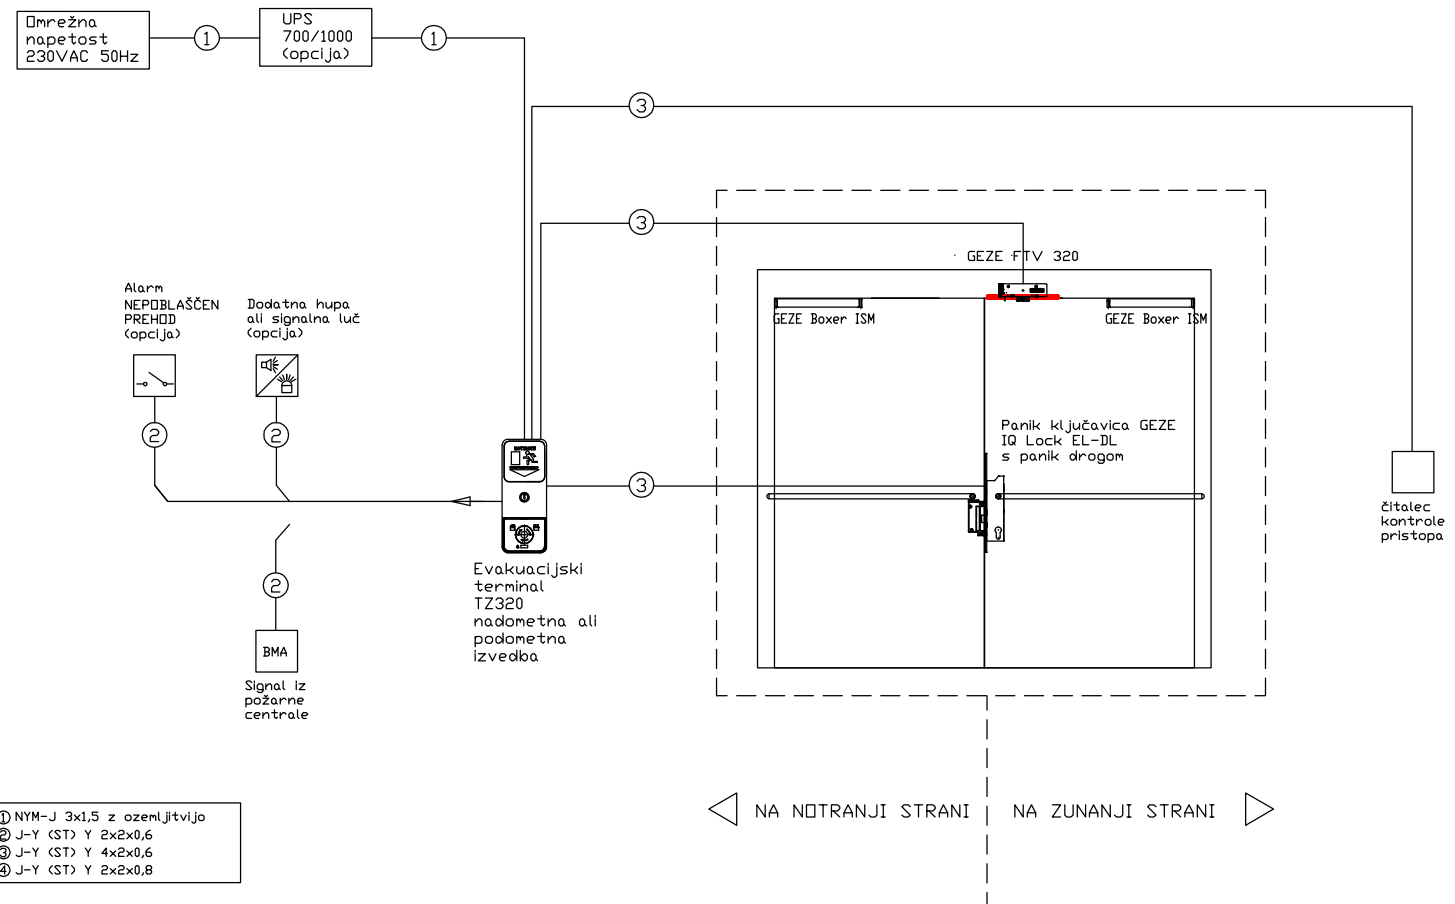 Omrežna
napetost
230VAC 50Hz
1
UPS
700/1000
(opcija)
1
3
3
GEZE FTV 320
GEZE Boxer ISM
GEZE Boxer ISM
Alarm
NEPOBLAŠČEN
PREHOD
(opcija)
Dodatna hupa
ali signalna luč
(opcija)
2
2
Panik ključavica GEZE
IQ Lock EL-DL
s panik drogom
3
čitalec
kontrole
pristopa
Evakuacijski
terminal
TZ320
nadometna ali
podometna
izvedba
2
BMA
Signal iz
požarne
centrale
NA NOTRANJI STRANI
NA ZUNANJI STRANI
1 NYM-J 3x1,5 z ozemljitvijo
2 J-Y (ST) Y 2x2x0,6
3 J-Y (ST) Y 4x2x0,6
4 J-Y (ST) Y 2x2x0,8